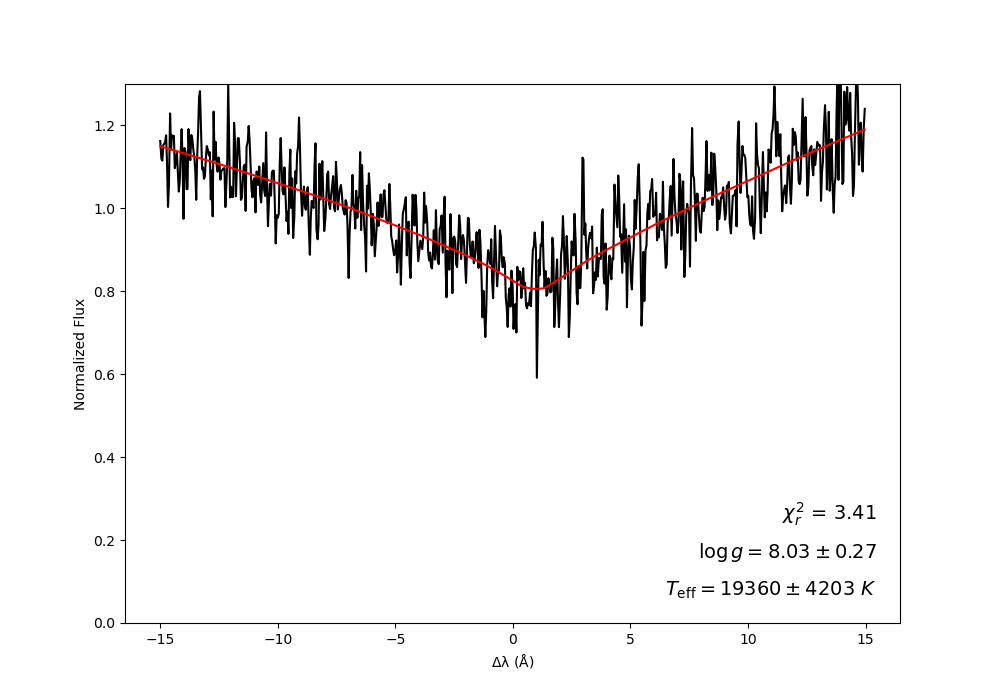 1.2
1.0
0.8
0.6
0.4
0.2
0.0
Normalized Flux
χ²ᵣ = 3.41
log g = 8.03 ± 0.27
T_eff = 19360 ± 4203 K
−15
−10
−5
0
5
10
15
Δλ (Å)